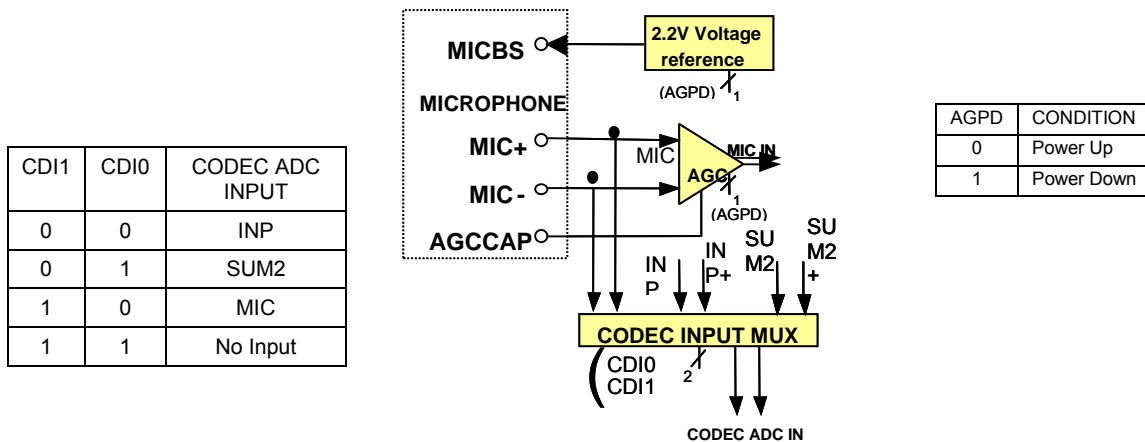 CDI1 CDI0 CODEC ADC INPUT
0 0 INP
0 1 SUM2
1 0 MIC
1 1 No Input
MICBS
MICROPHONE
MIC+
MIC -
AGCCAP
2.2V Voltage
reference
(AGPD)
1
MIC
MIC IN
AGC
1
(AGPD)
IN
P
IN
P+
SU
M2
SU
M2
+
CODEC INPUT MUX
(
CDI0
CDI1
2
CODEC ADC IN
AGPD CONDITION
0 Power Up
1 Power Down